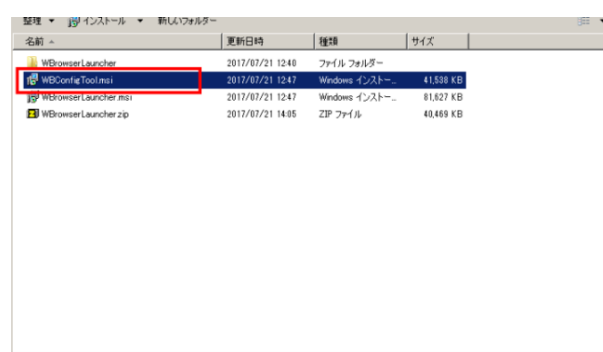 整理 ▼ インストール ▼ 新しいフォルダー
名前 更新日時 種類 サイズ
WBrowserLauncher 2017/07/21 12:40 ファイル フォルダー
WBConfigTool.msi 2017/07/21 12:47 Windows インストー... 41,538 KB
WBrowserLauncher.msi 2017/07/21 12:47 Windows インストー... 81,627 KB
WBrowserLauncher.zip 2017/07/21 14:05 ZIP ファイル 40,469 KB